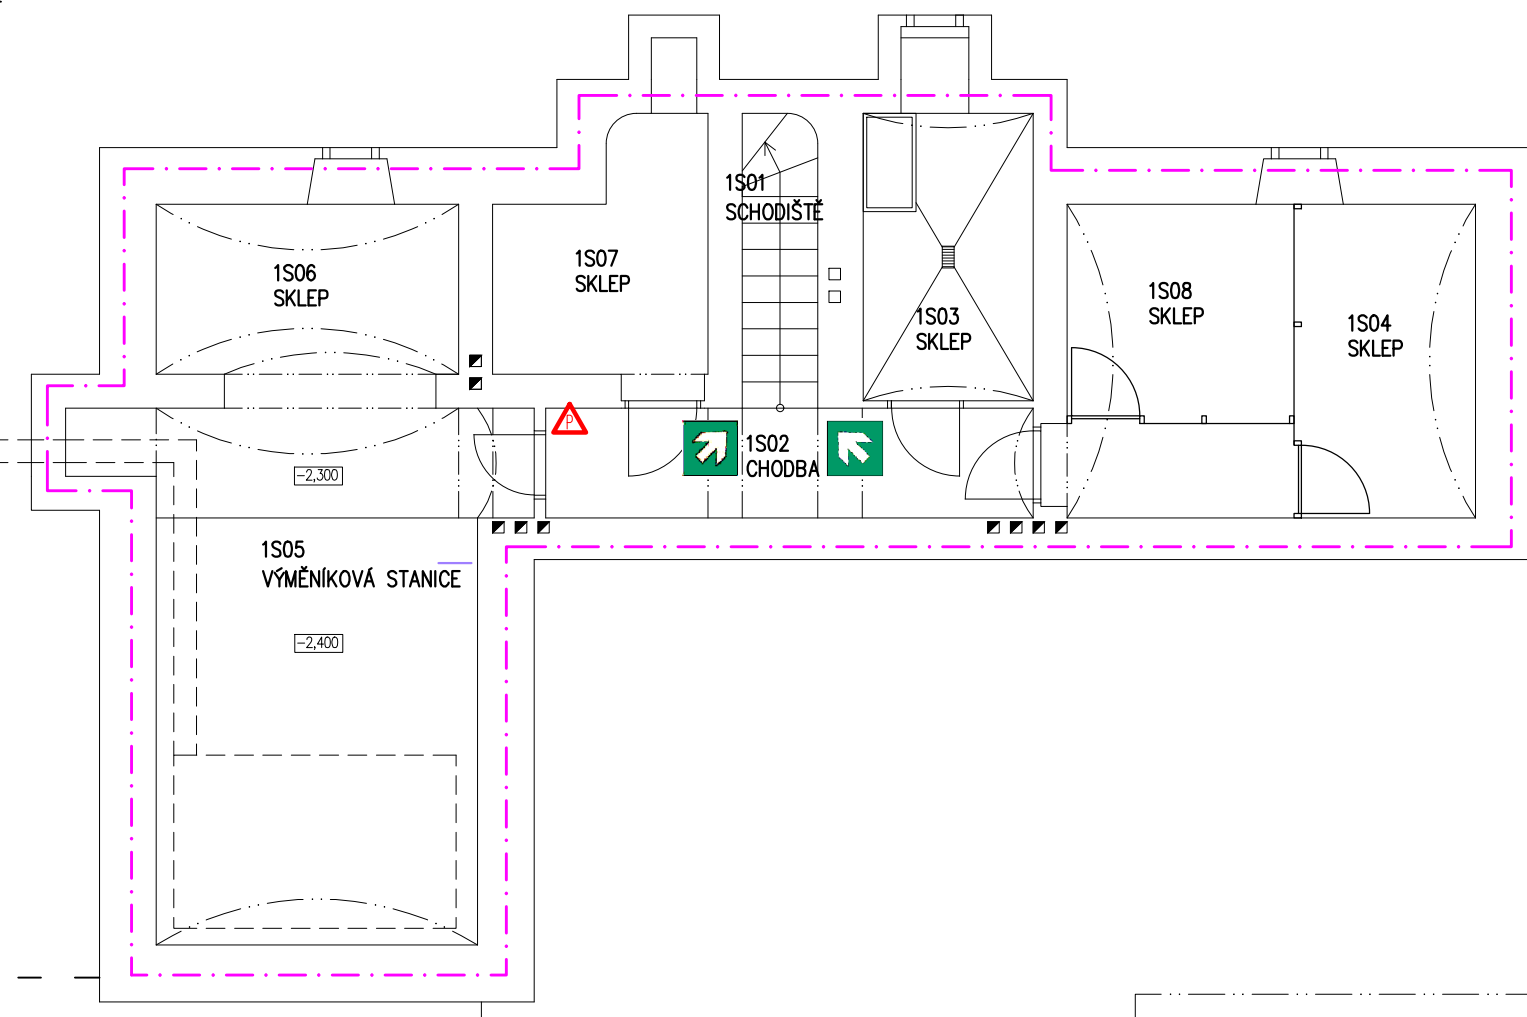 1S01
SCHODIŠTĚ
1S07
SKLEP
1S06
SKLEP
1S08
SKLEP
1S03
SKLEP
1S04
SKLEP
P
1S02
CHODBA
-2,300
1S05
VÝMĚNÍKOVÁ STANICE
-2,400